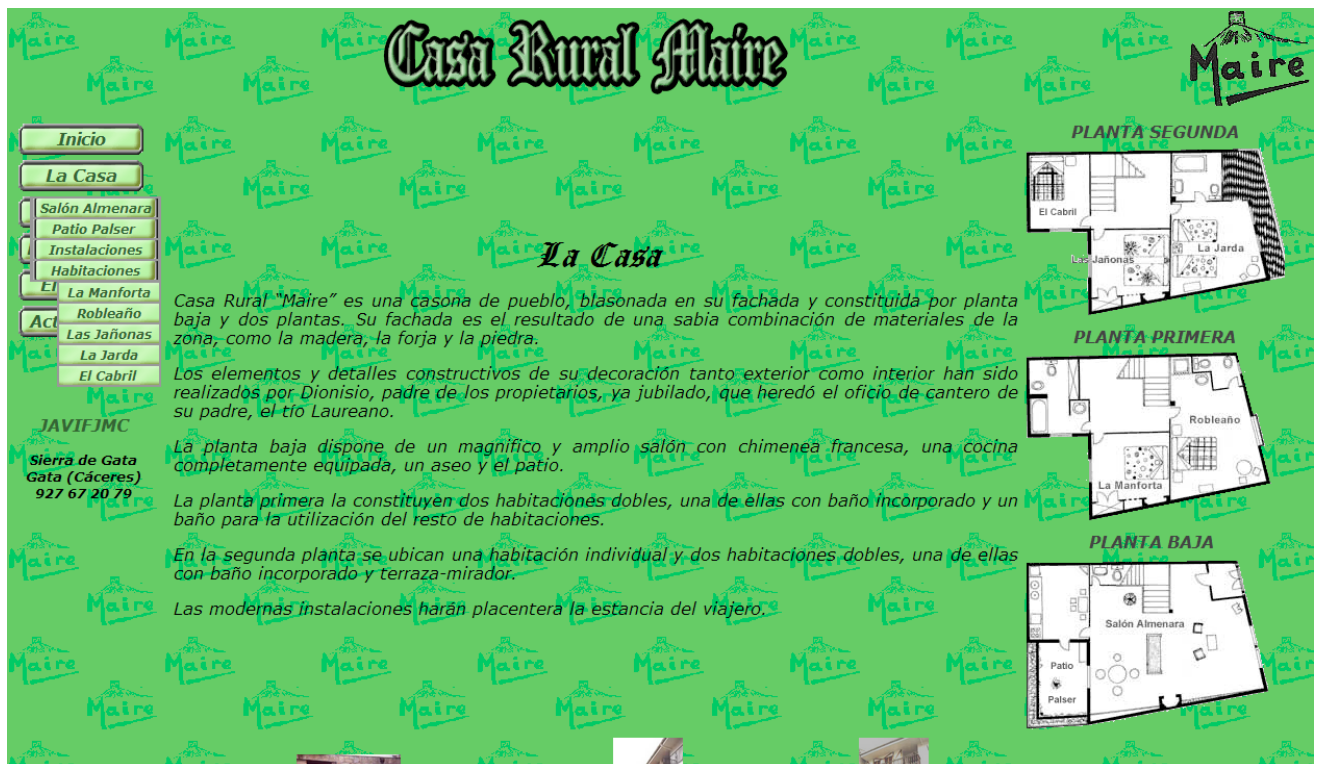 Casa Rural Maire
Maire
Inicio
La Casa
Salón Almenara
Patio Palser
Instalaciones
Habitaciones
La Manforta
Robleaño
Las Jañonas
La Jarda
El Cabril
JAVIFJMC
Sierra de Gata
Gata (Cáceres)
927 67 20 79
La Casa
Casa Rural “Maire” es una casona de pueblo, blasonada en su fachada y constituida por planta
baja y dos plantas. Su fachada es el resultado de una sabia combinación de materiales de la
zona, como la madera, la forja y la piedra.
Los elementos y detalles constructivos de su decoración tanto exterior como interior han sido
realizados por Dionisio, padre de los propietarios, ya jubilado, que heredó el oficio de cantero de
su padre, el tío Laureano.
La planta baja dispone de un magnífico y amplio salón con chimenea francesa, una cocina
completamente equipada, un aseo y el patio.
La planta primera la constituyen dos habitaciones dobles, una de ellas con baño incorporado y un
baño para la utilización del resto de habitaciones.
En la segunda planta se ubican una habitación individual y dos habitaciones dobles, una de ellas
con baño incorporado y terraza-mirador.
Las modernas instalaciones harán placentera la estancia del viajero.
PLANTA SEGUNDA
El Cabril
Las Jañonas
La Jarda
PLANTA PRIMERA
Robleaño
La Manforta
PLANTA BAJA
Salón Almenara
Patio
Palser